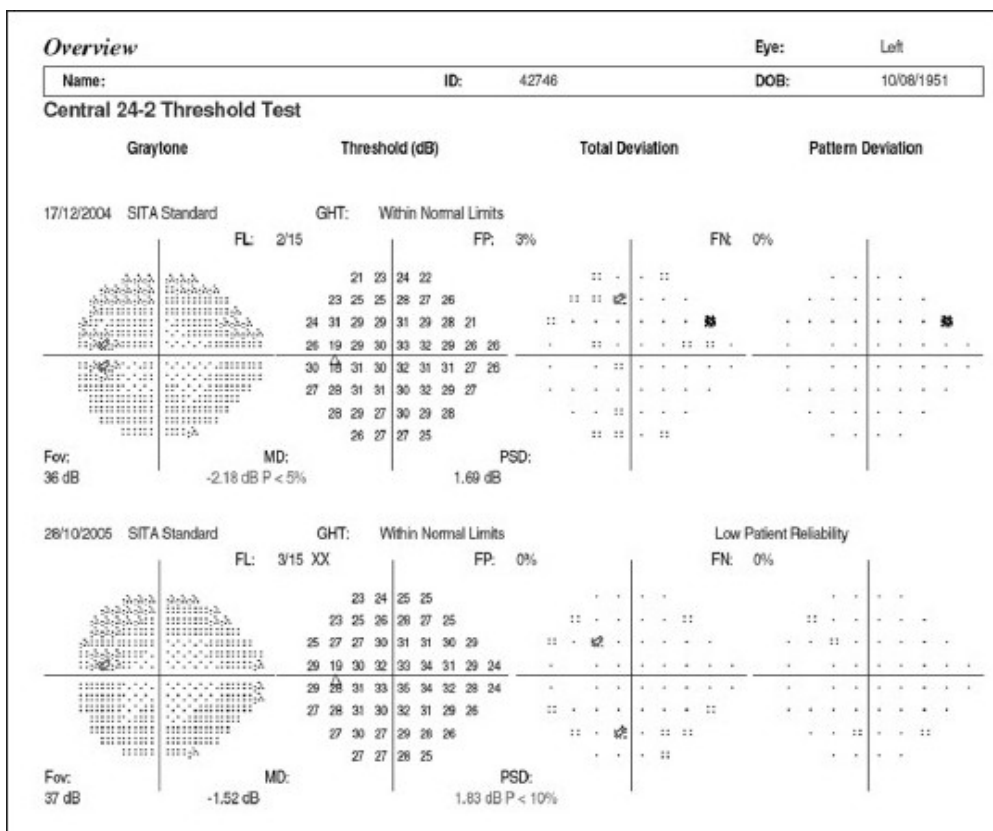 Overview Eye: Left
Name: ID: 42746 DOB: 10/08/1951
Central 24-2 Threshold Test
Graytone Threshold (dB) Total Deviation Pattern Deviation
17/12/2004 SITA Standard GHT: Within Normal Limits
FL: 2/15 FP: 3% FN: 0%
21 23 24 22
23 25 25 28 27 26
24 31 29 29 31 29 28 21
26 19 29 30 33 32 29 26 26
30 18 31 30 32 31 31 27 26
27 28 31 31 30 32 29 27
28 29 27 30 29 28
26 27 27 25
Fov: MD: PSD:
36 dB -2.18 dB P < 5% 1.69 dB
28/10/2005 SITA Standard GHT: Within Normal Limits Low Patient Reliability
FL: 3/15 XX FP: 0% FN: 0%
23 24 25 25
23 25 26 28 27 25
25 27 27 30 31 31 30 29
29 19 30 32 33 34 31 29 24
29 28 31 33 35 34 32 28 24
27 28 31 30 32 31 29 26
27 30 27 29 28 26
27 27 28 25
Fov: MD: PSD:
37 dB -1.52 dB 1.83 dB P < 10%